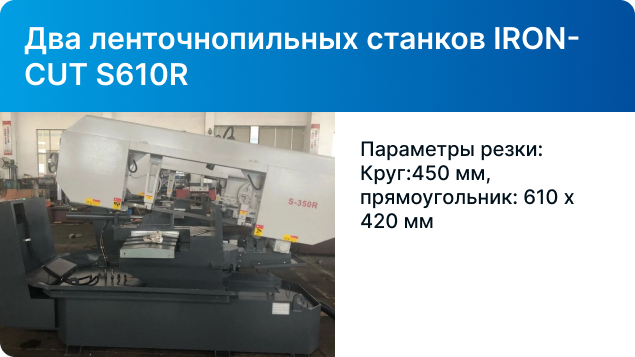 Два ленточнопильных станков IRON-
CUT S610R
Параметры резки:
Круг:450 мм,
прямоугольник: 610 x
420 мм
S-350R